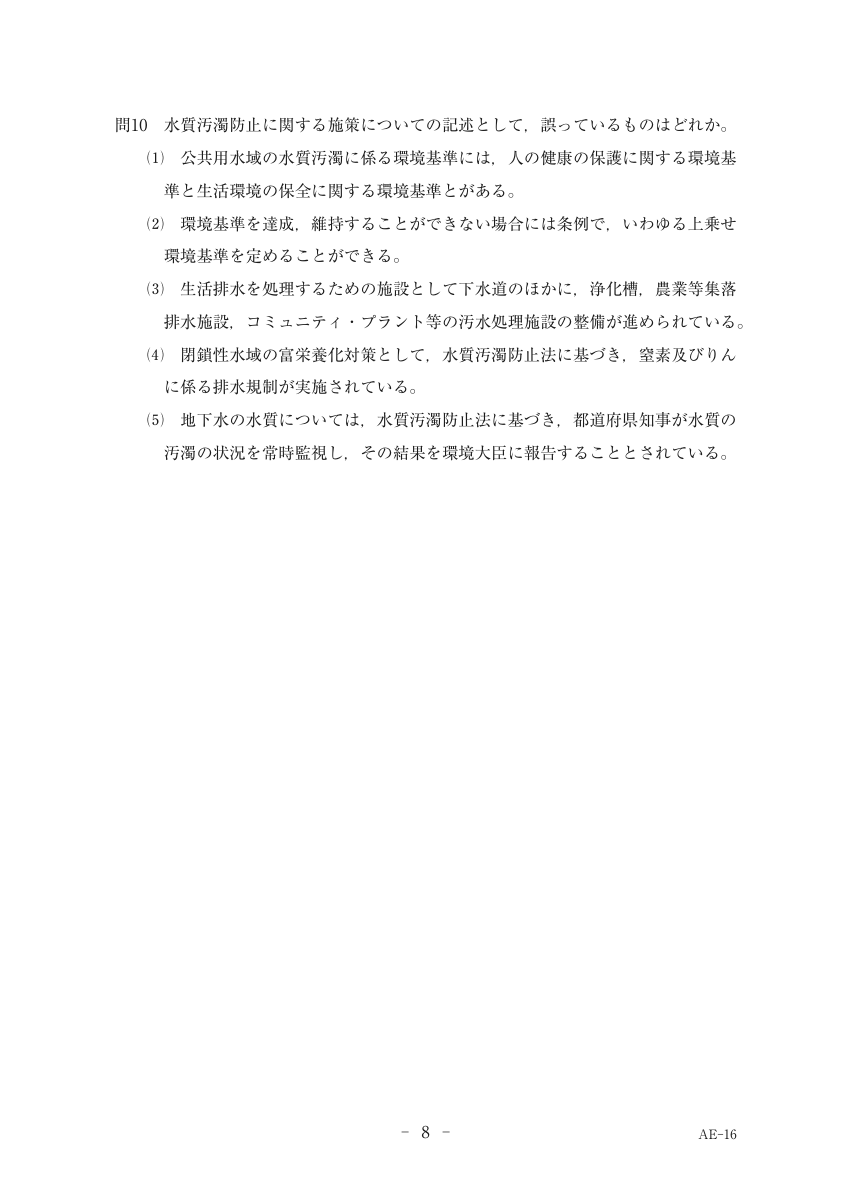 問10　水質汚濁防止に関する施策についての記述として，誤っているものはどれか。
⑴　公共用水域の水質汚濁に係る環境基準には，人の健康の保護に関する環境基
準と生活環境の保全に関する環境基準とがある。
⑵　環境基準を達成，維持することができない場合には条例で，いわゆる上乗せ
環境基準を定めることができる。
⑶　生活排水を処理するための施設として下水道のほかに，浄化槽，農業等集落
排水施設，コミュニティ・プラント等の汚水処理施設の整備が進められている。
⑷　閉鎖性水域の富栄養化対策として，水質汚濁防止法に基づき，窒素及びりん
に係る排水規制が実施されている。
⑸　地下水の水質については，水質汚濁防止法に基づき，都道府県知事が水質の
汚濁の状況を常時監視し，その結果を環境大臣に報告することとされている。
－ 8 －
AE−16